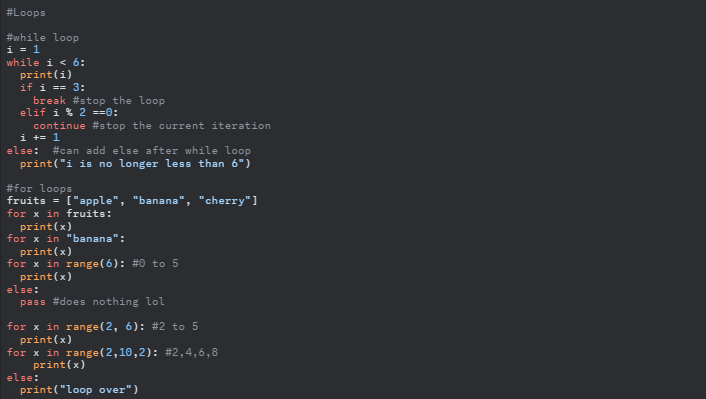 #Loops

#while loop
i = 1
while i < 6:
  print(i)
  if i == 3:
    break #stop the loop
  elif i % 2 ==0:
    continue #stop the current iteration
  i += 1
else:  #can add else after while loop
  print("i is no longer less than 6")

#for loops
fruits = ["apple", "banana", "cherry"]
for x in fruits:
  print(x)
for x in "banana":
  print(x)
for x in range(6): #0 to 5
  print(x)
else:
  pass #does nothing lol

for x in range(2, 6): #2 to 5
  print(x)
for x in range(2,10,2): #2,4,6,8
    print(x)
else:
  print("loop over")